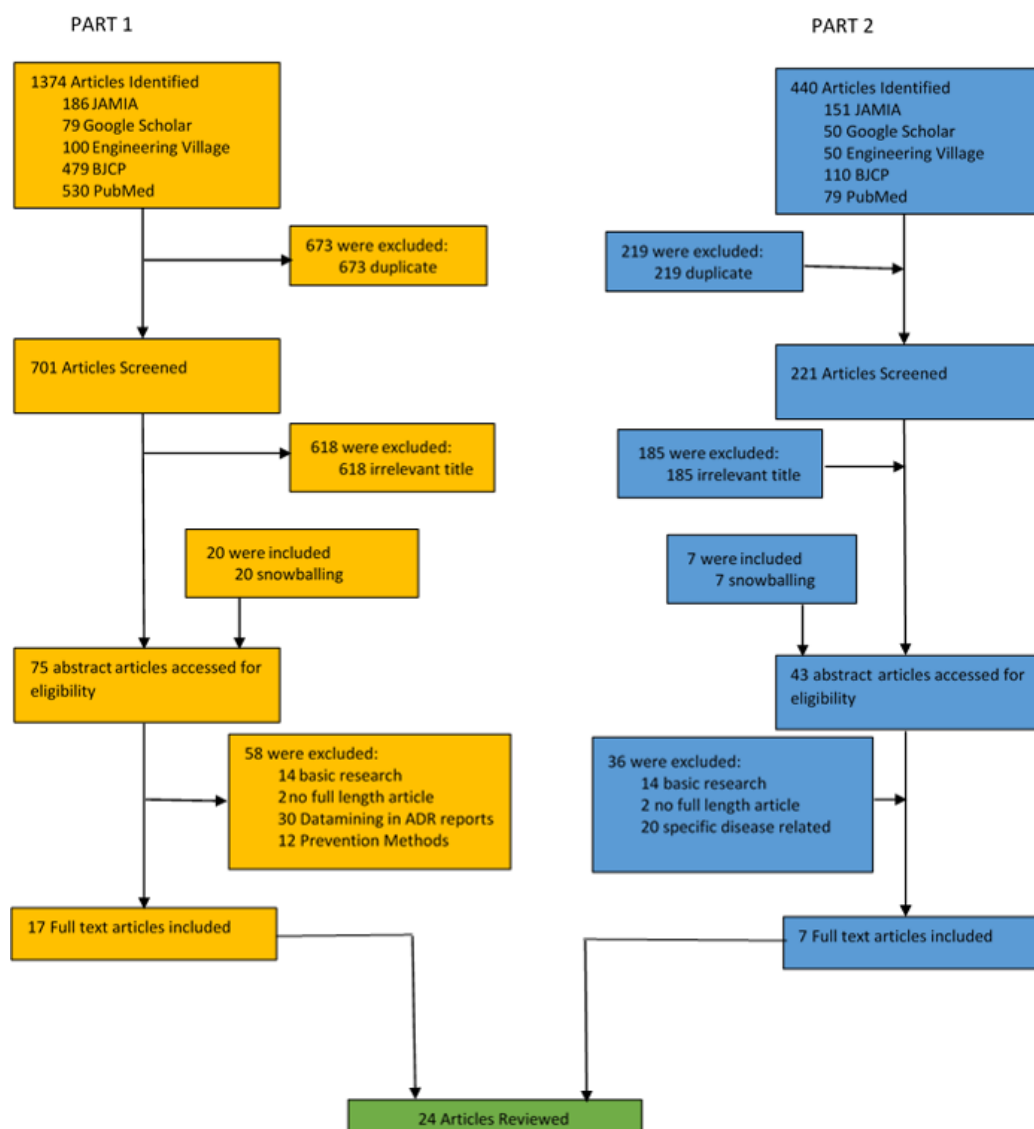 PART 1
1374 Articles Identified
186 JAMIA
79 Google Scholar
100 Engineering Village
479 BJCP
530 PubMed
673 were excluded:
673 duplicate
701 Articles Screened
618 were excluded:
618 irrelevant title
20 were included
20 snowballing
75 abstract articles accessed for
eligibility
58 were excluded:
14 basic research
2 no full length article
30 Datamining in ADR reports
12 Prevention Methods
17 Full text articles included
PART 2
440 Articles Identified
151 JAMIA
50 Google Scholar
50 Engineering Village
110 BJCP
79 PubMed
219 were excluded:
219 duplicate
221 Articles Screened
185 were excluded:
185 irrelevant title
7 were included
7 snowballing
43 abstract articles accessed for
eligibility
36 were excluded:
14 basic research
2 no full length article
20 specific disease related
7 Full text articles included
24 Articles Reviewed